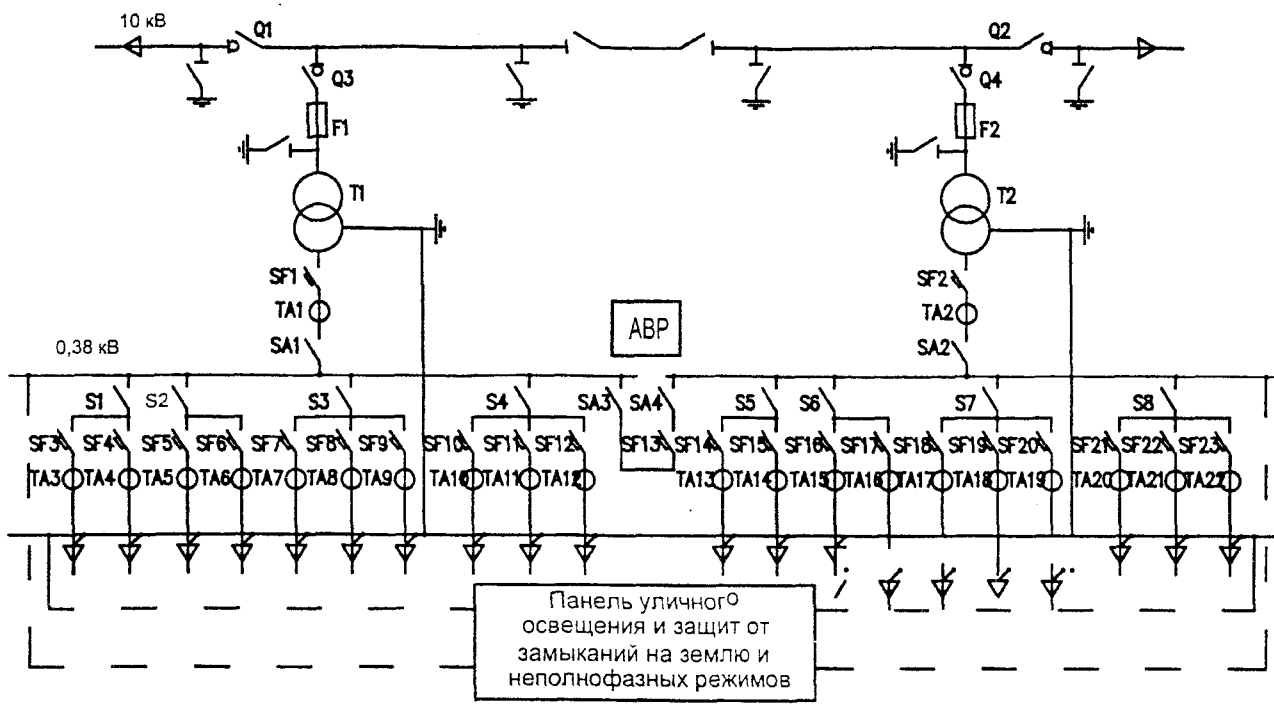 10 кВ
Q1
Q2
Q3
Q4
F1
F2
T1
T2
SF1
SF2
TA1
АВР
TA2
SA1
SA2
0,38 кВ
S1 S2 S3 S4 SA3 SA4 S5 S6 S7 S8
SF3 SF4 SF5 SF6 SF7 SF8 SF9 SF10 SF11 SF12 SF13 SF14 SF15 SF16 SF17 SF18 SF19 SF20 SF21 SF22 SF23
TA3 TA4 TA5 TA6 TA7 TA8 TA9 TA10 TA11 TA12 TA13 TA14 TA15 TA16 TA17 TA18 TA19 TA20 TA21 TA22
Панель уличного
освещения и защит от
замыканий на землю и
неполнофазных режимов